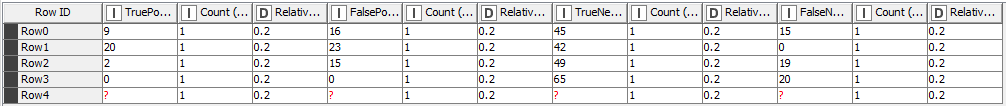 Row ID I TruePo... I Count (... D Relativ... I FalsePo... I Count (... D Relativ... I TrueNe... I Count (... D Relativ... I FalseN... I Count (... D Relativ...
Row0 9 1 0.2 16 1 0.2 45 1 0.2 15 1 0.2
Row1 20 1 0.2 23 1 0.2 42 1 0.2 0 1 0.2
Row2 2 1 0.2 15 1 0.2 49 1 0.2 19 1 0.2
Row3 0 1 0.2 0 1 0.2 65 1 0.2 20 1 0.2
Row4 ? 1 0.2 ? 1 0.2 ? 1 0.2 ? 1 0.2